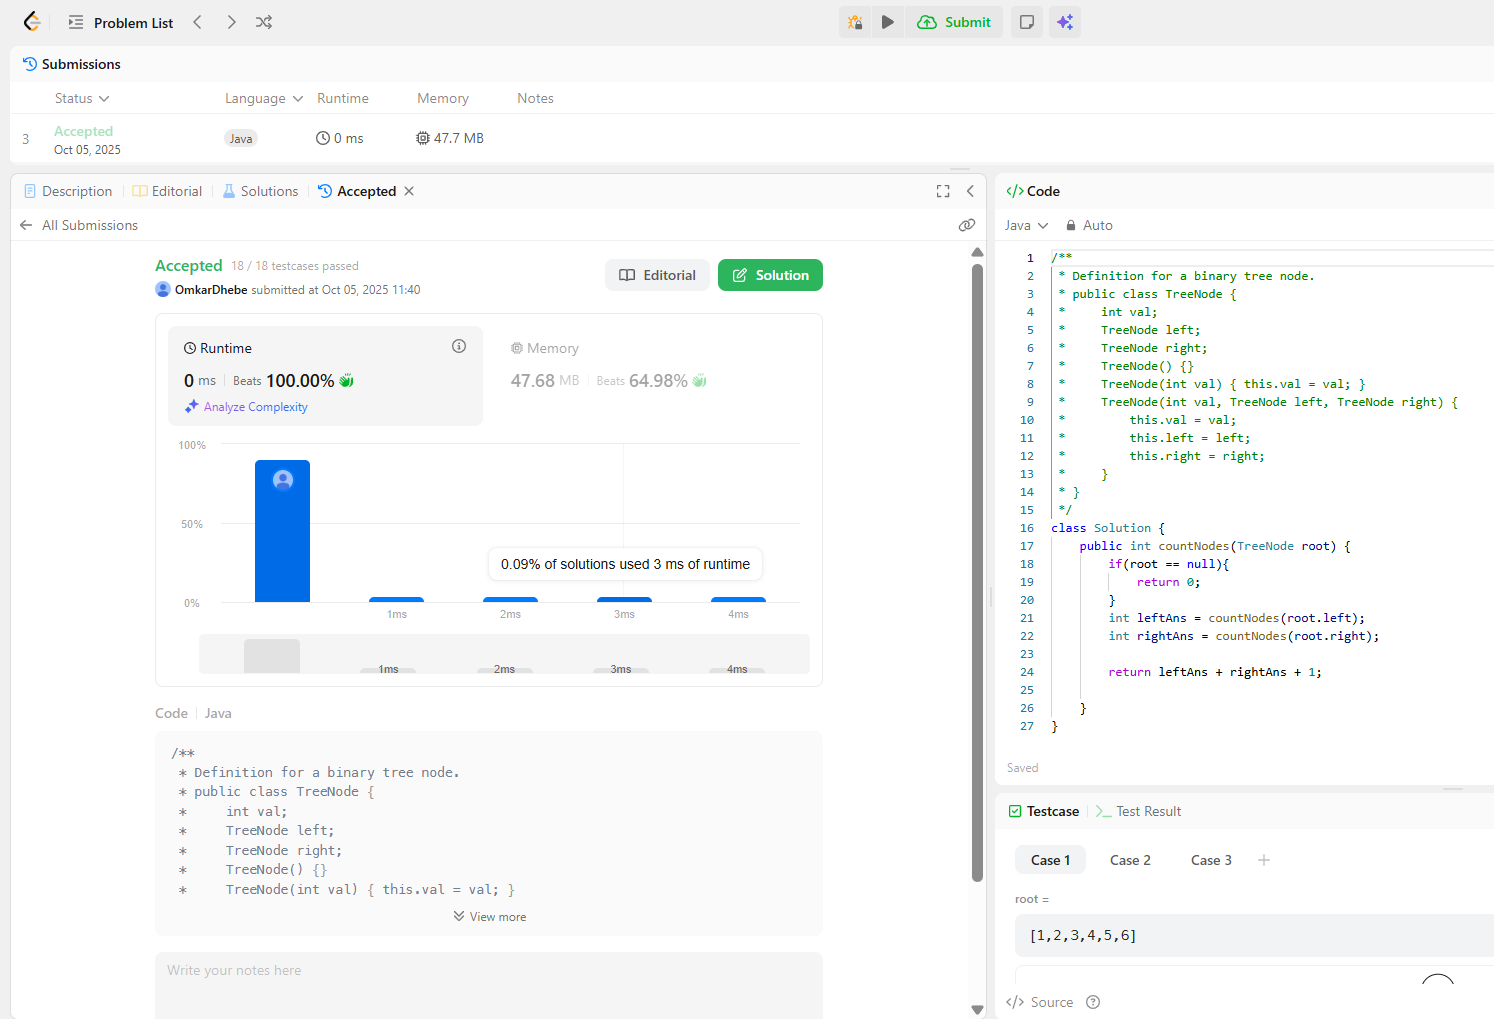 Problem List
Submit
Submissions
Status Language Runtime Memory Notes
3 Accepted Java 0 ms 47.7 MB
Oct 05, 2025
Description Editorial Solutions Accepted
All Submissions
Accepted 18 / 18 testcases passed
OmkarDhebe submitted at Oct 05, 2025 11:40
Editorial Solution
Runtime
0 ms Beats 100.00%
Analyze Complexity
Memory
47.68 MB Beats 64.98%
100%
50%
0%
0.09% of solutions used 3 ms of runtime
1ms 2ms 3ms 4ms
1ms 2ms 3ms 4ms
Code Java
/**
* Definition for a binary tree node.
* public class TreeNode {
* int val;
* TreeNode left;
* TreeNode right;
* TreeNode() {}
* TreeNode(int val) { this.val = val; }
View more
Write your notes here
</> Code
Java Auto
1 /**
2 * Definition for a binary tree node.
3 * public class TreeNode {
4 * int val;
5 * TreeNode left;
6 * TreeNode right;
7 * TreeNode() {}
8 * TreeNode(int val) { this.val = val; }
9 * TreeNode(int val, TreeNode left, TreeNode right) {
10 * this.val = val;
11 * this.left = left;
12 * this.right = right;
13 * }
14 * }
15 */
16 class Solution {
17 public int countNodes(TreeNode root) {
18 if(root == null){
19 return 0;
20 }
21 int leftAns = countNodes(root.left);
22 int rightAns = countNodes(root.right);
23
24 return leftAns + rightAns + 1;
25
26 }
27 }
Saved
Testcase >_ Test Result
Case 1 Case 2 Case 3 +
root =
[1,2,3,4,5,6]
</> Source ?